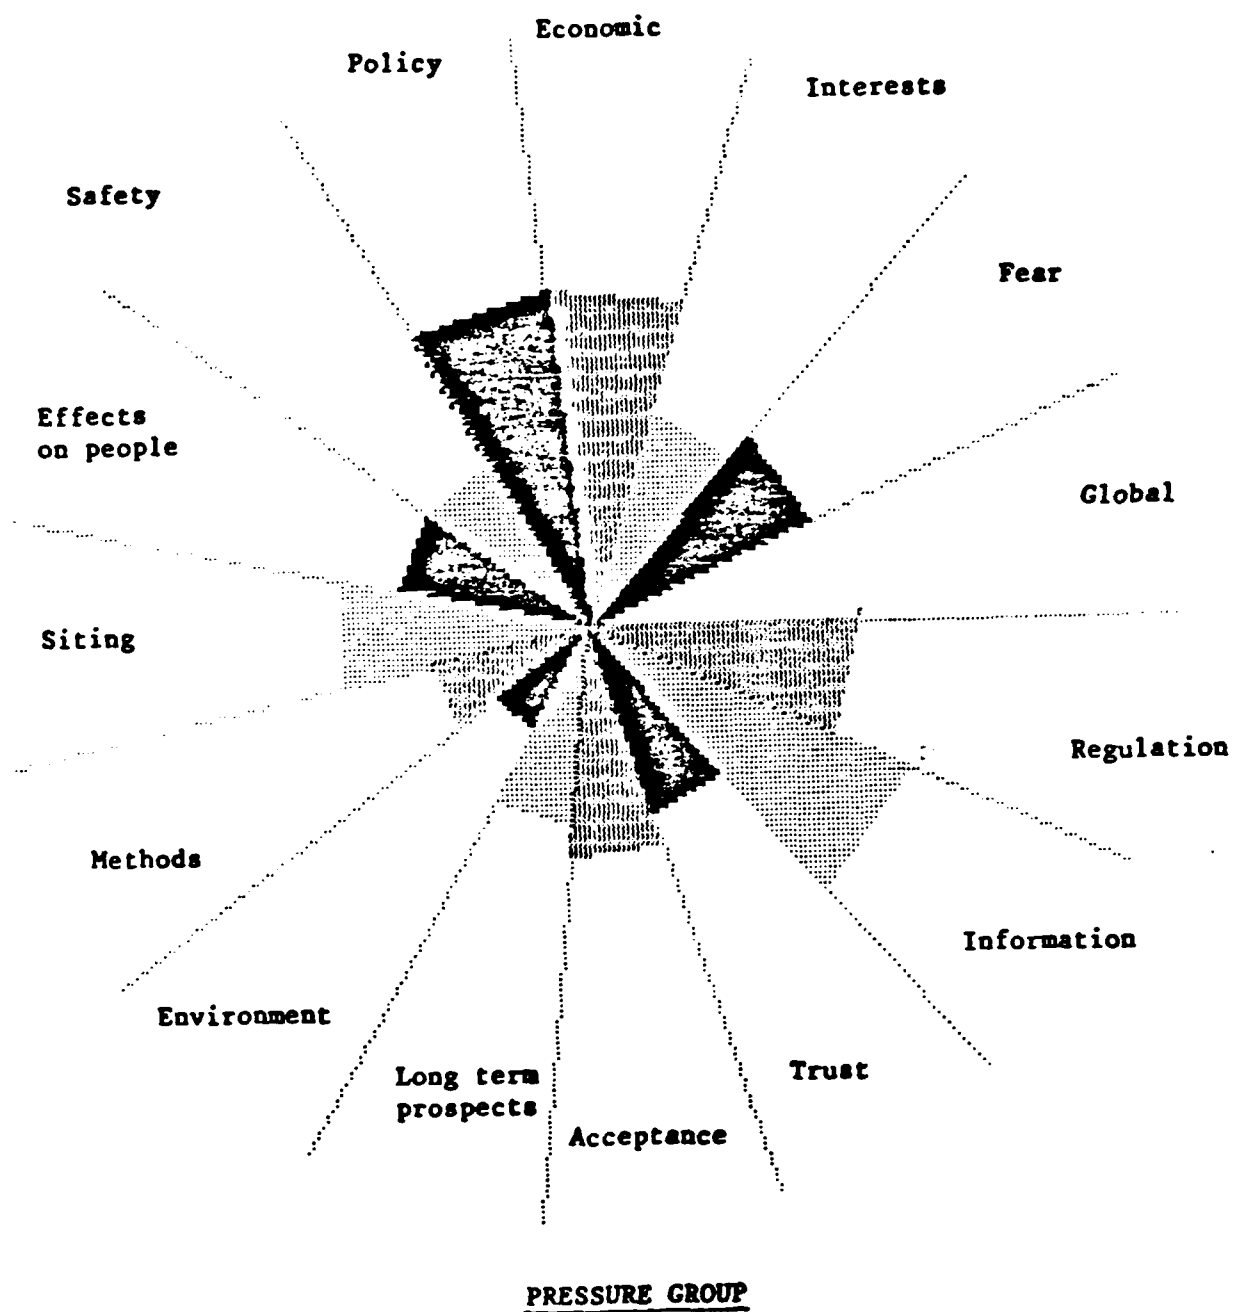 Economic
Policy
Interests
Safety
Fear
Effects
on people
Global
Siting
Regulation
Methods
Information
Environment
Long term
prospects
Trust
Acceptance
PRESSURE GROUP